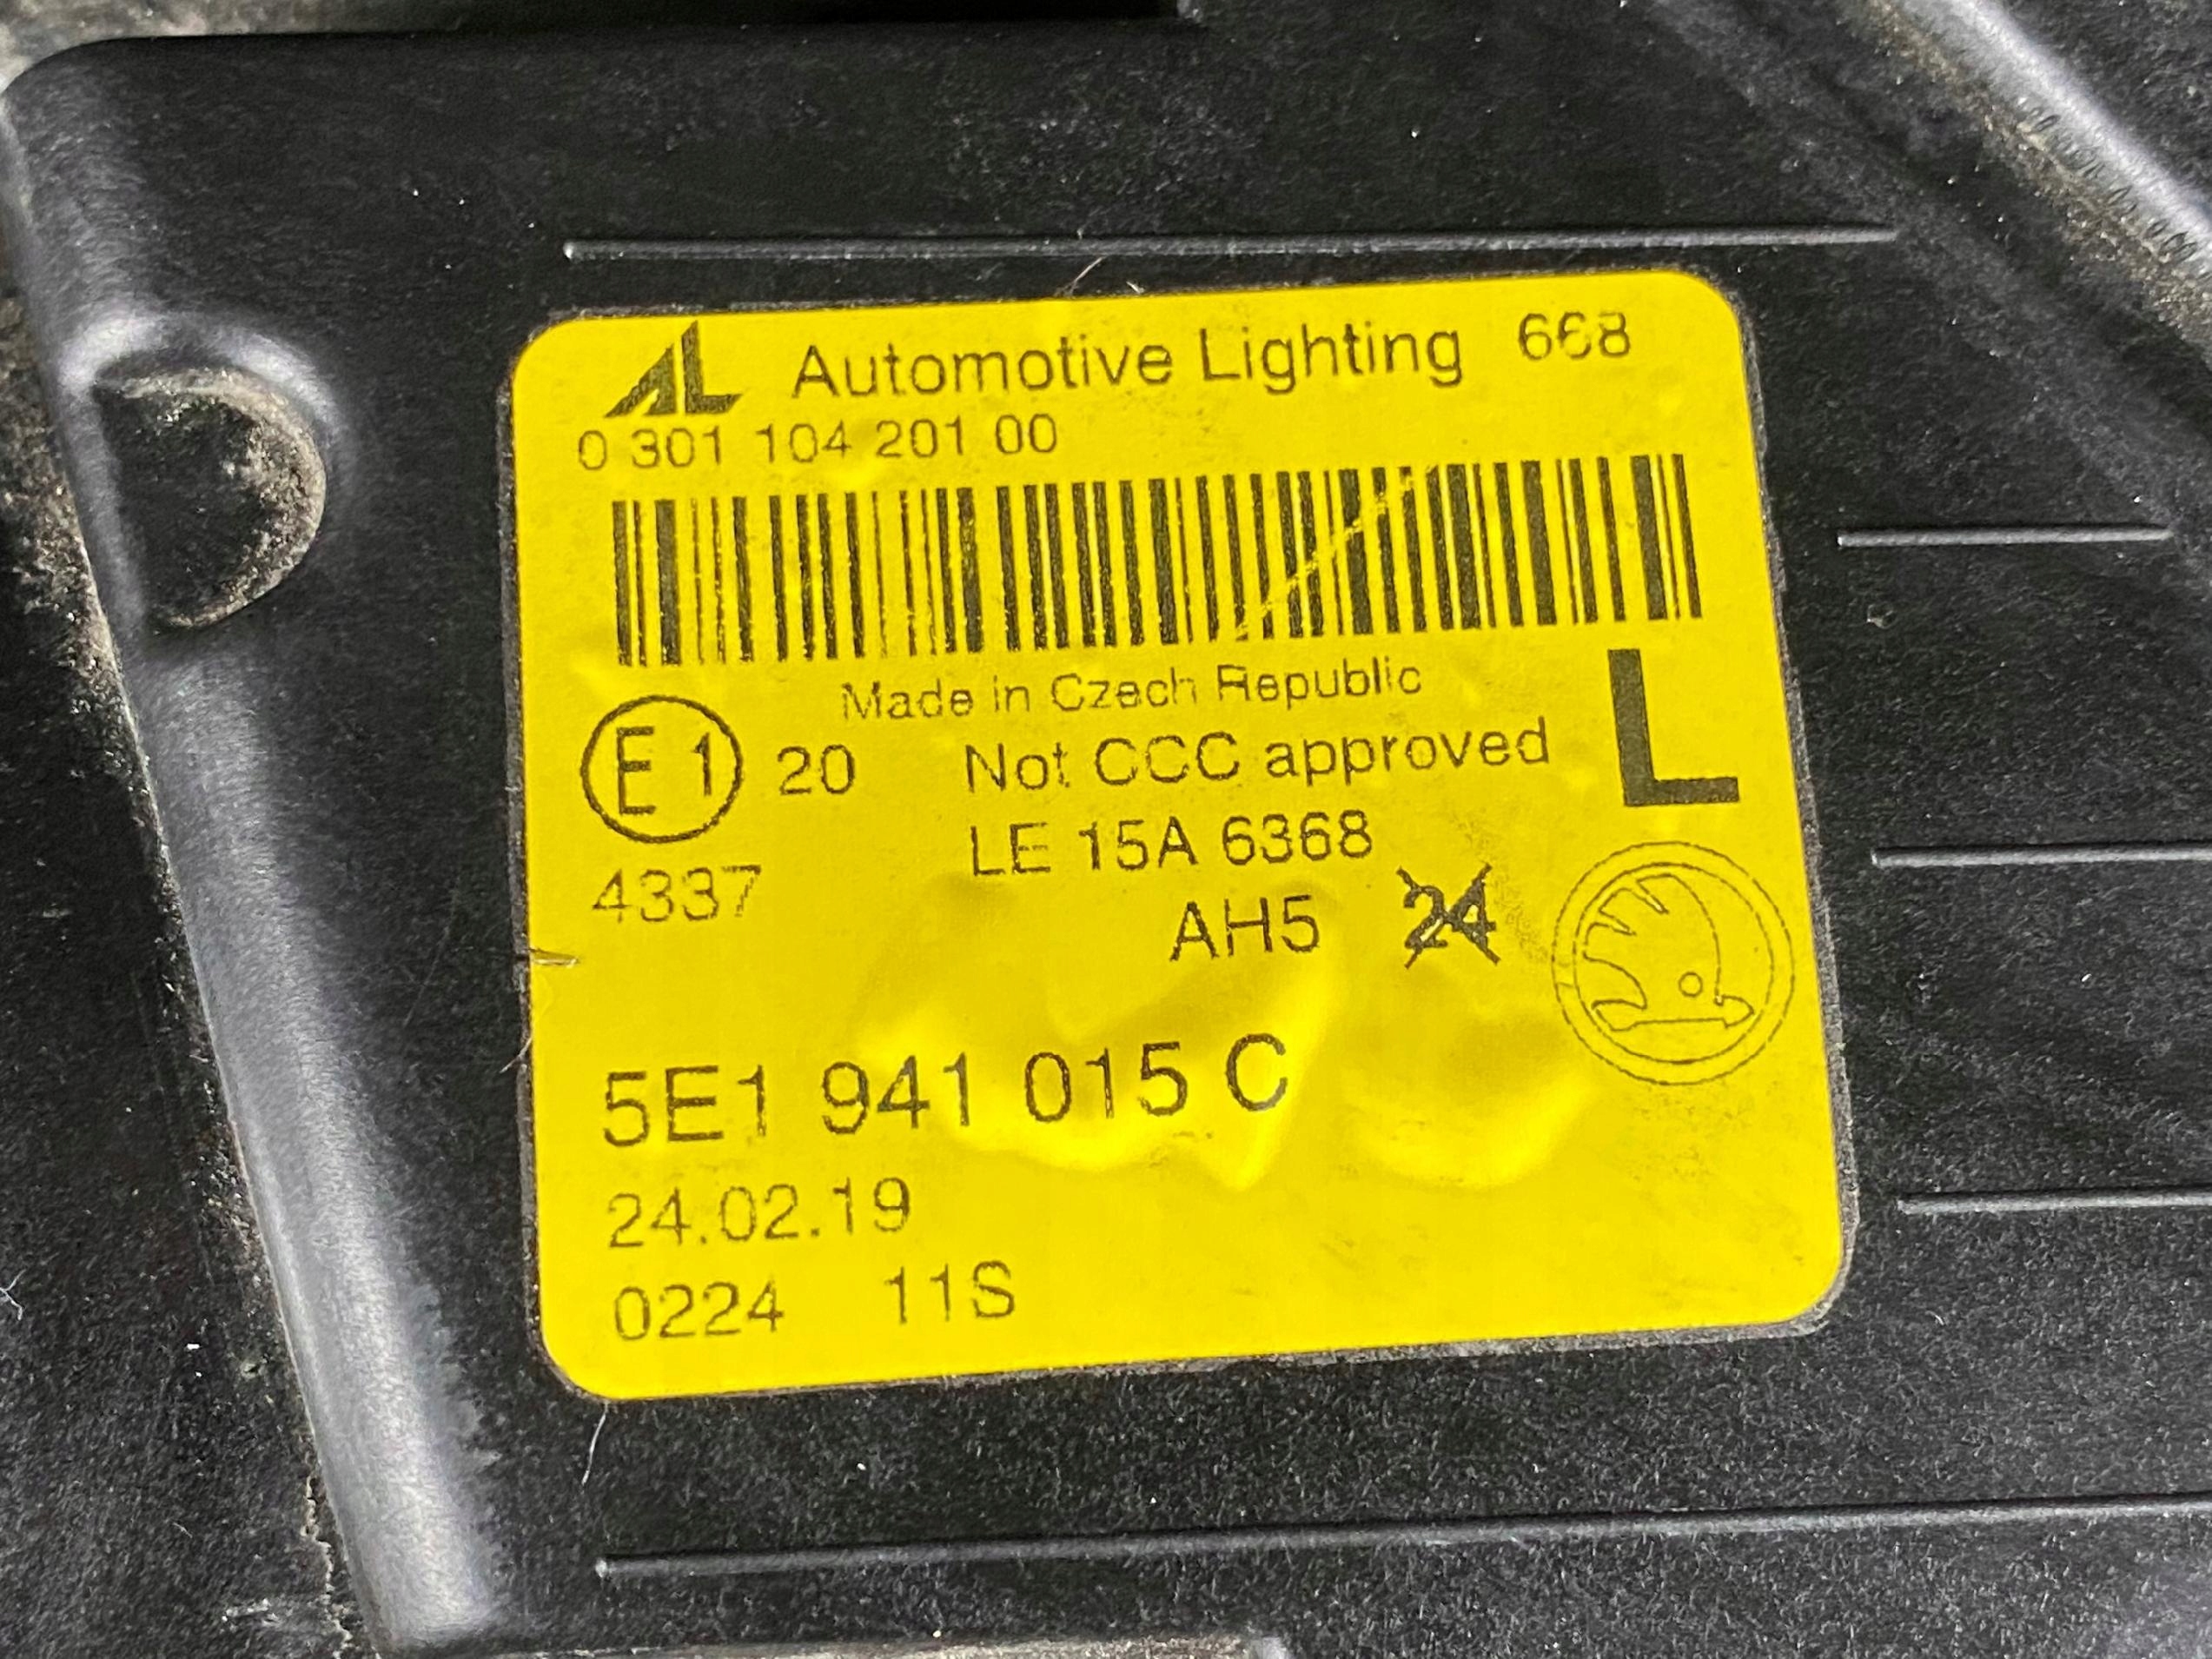 AL Automotive Lighting 668
0 301 104 201 00
Made in Czech Republic
L
E 1 20 Not CCC approved
LE 15A 6368
4337
AH5 24
5E1 941 015 C
24.02.19
0224 11S